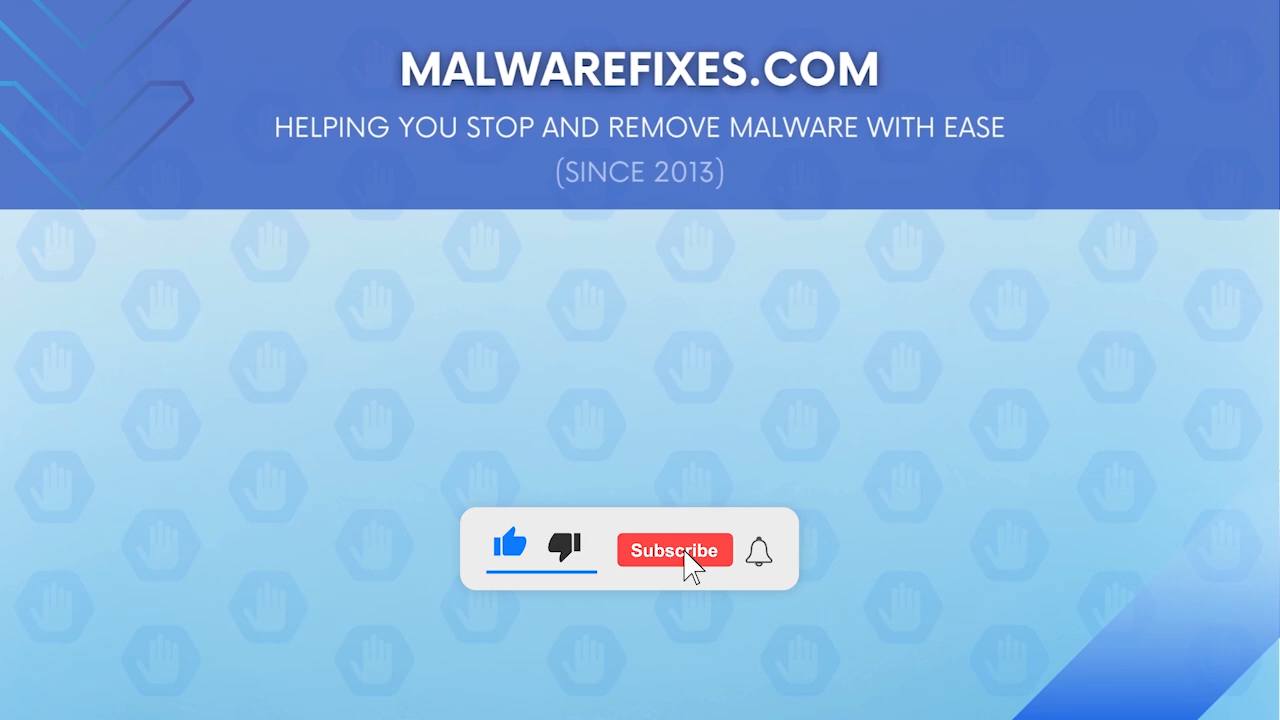 MALWAREFIXES.COM
HELPING YOU STOP AND REMOVE MALWARE WITH EASE
(SINCE 2013)
Subscribe